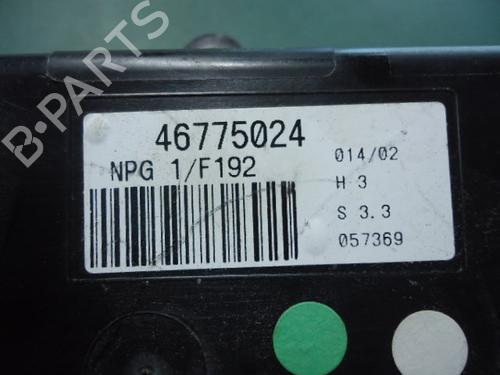 B-PARTS
46775024
NPG 1/F192
014/02
H 3
S 3.3
057369